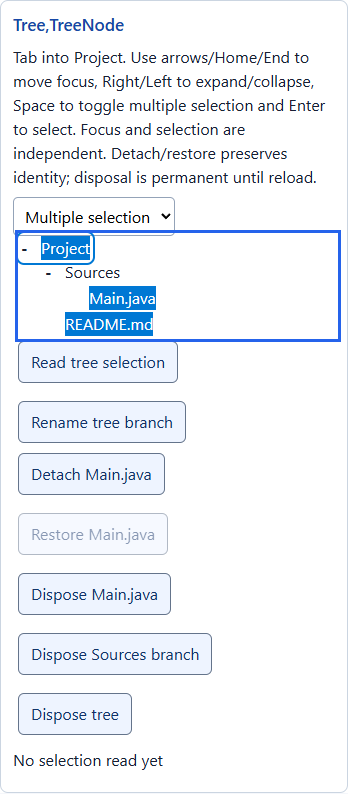 Tree,TreeNode
Tab into Project. Use arrows/Home/End to
move focus, Right/Left to expand/collapse,
Space to toggle multiple selection and Enter
to select. Focus and selection are
independent. Detach/restore preserves
identity; disposal is permanent until reload.
Multiple selection
- Project
- Sources
Main.java
README.md
Read tree selection
Rename tree branch
Detach Main.java
Restore Main.java
Dispose Main.java
Dispose Sources branch
Dispose tree
No selection read yet